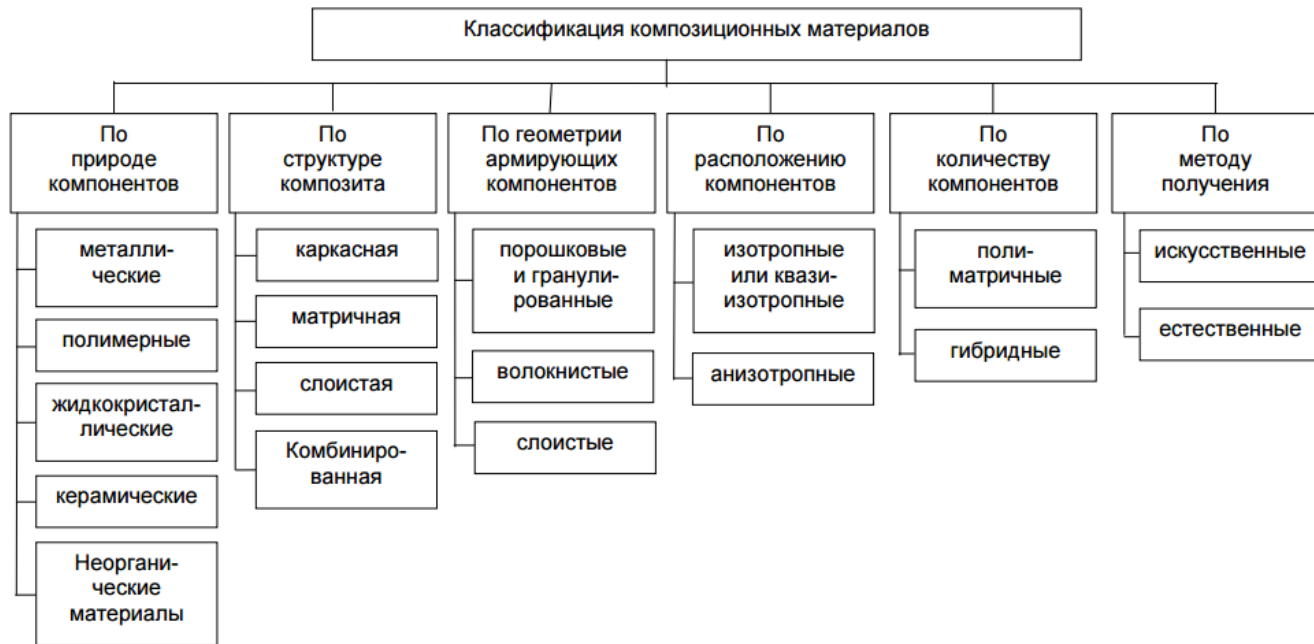 Классификация композиционных материалов
По
природе
компонентов
По
структуре
композита
По геометрии
армирующих
компонентов
По
расположению
компонентов
По
количеству
компонентов
По
методу
получения
металли-
ческие
полимерные
жидкокристал-
лические
керамические
Неоргани-
ческие
материалы
каркасная
матричная
слоистая
Комбиниро-
ванная
порошковые
и гранули-
рованные
волокнистые
слоистые
изотропные
или квази-
изотропные
анизотропные
поли-
матричные
гибридные
искусственные
естественные